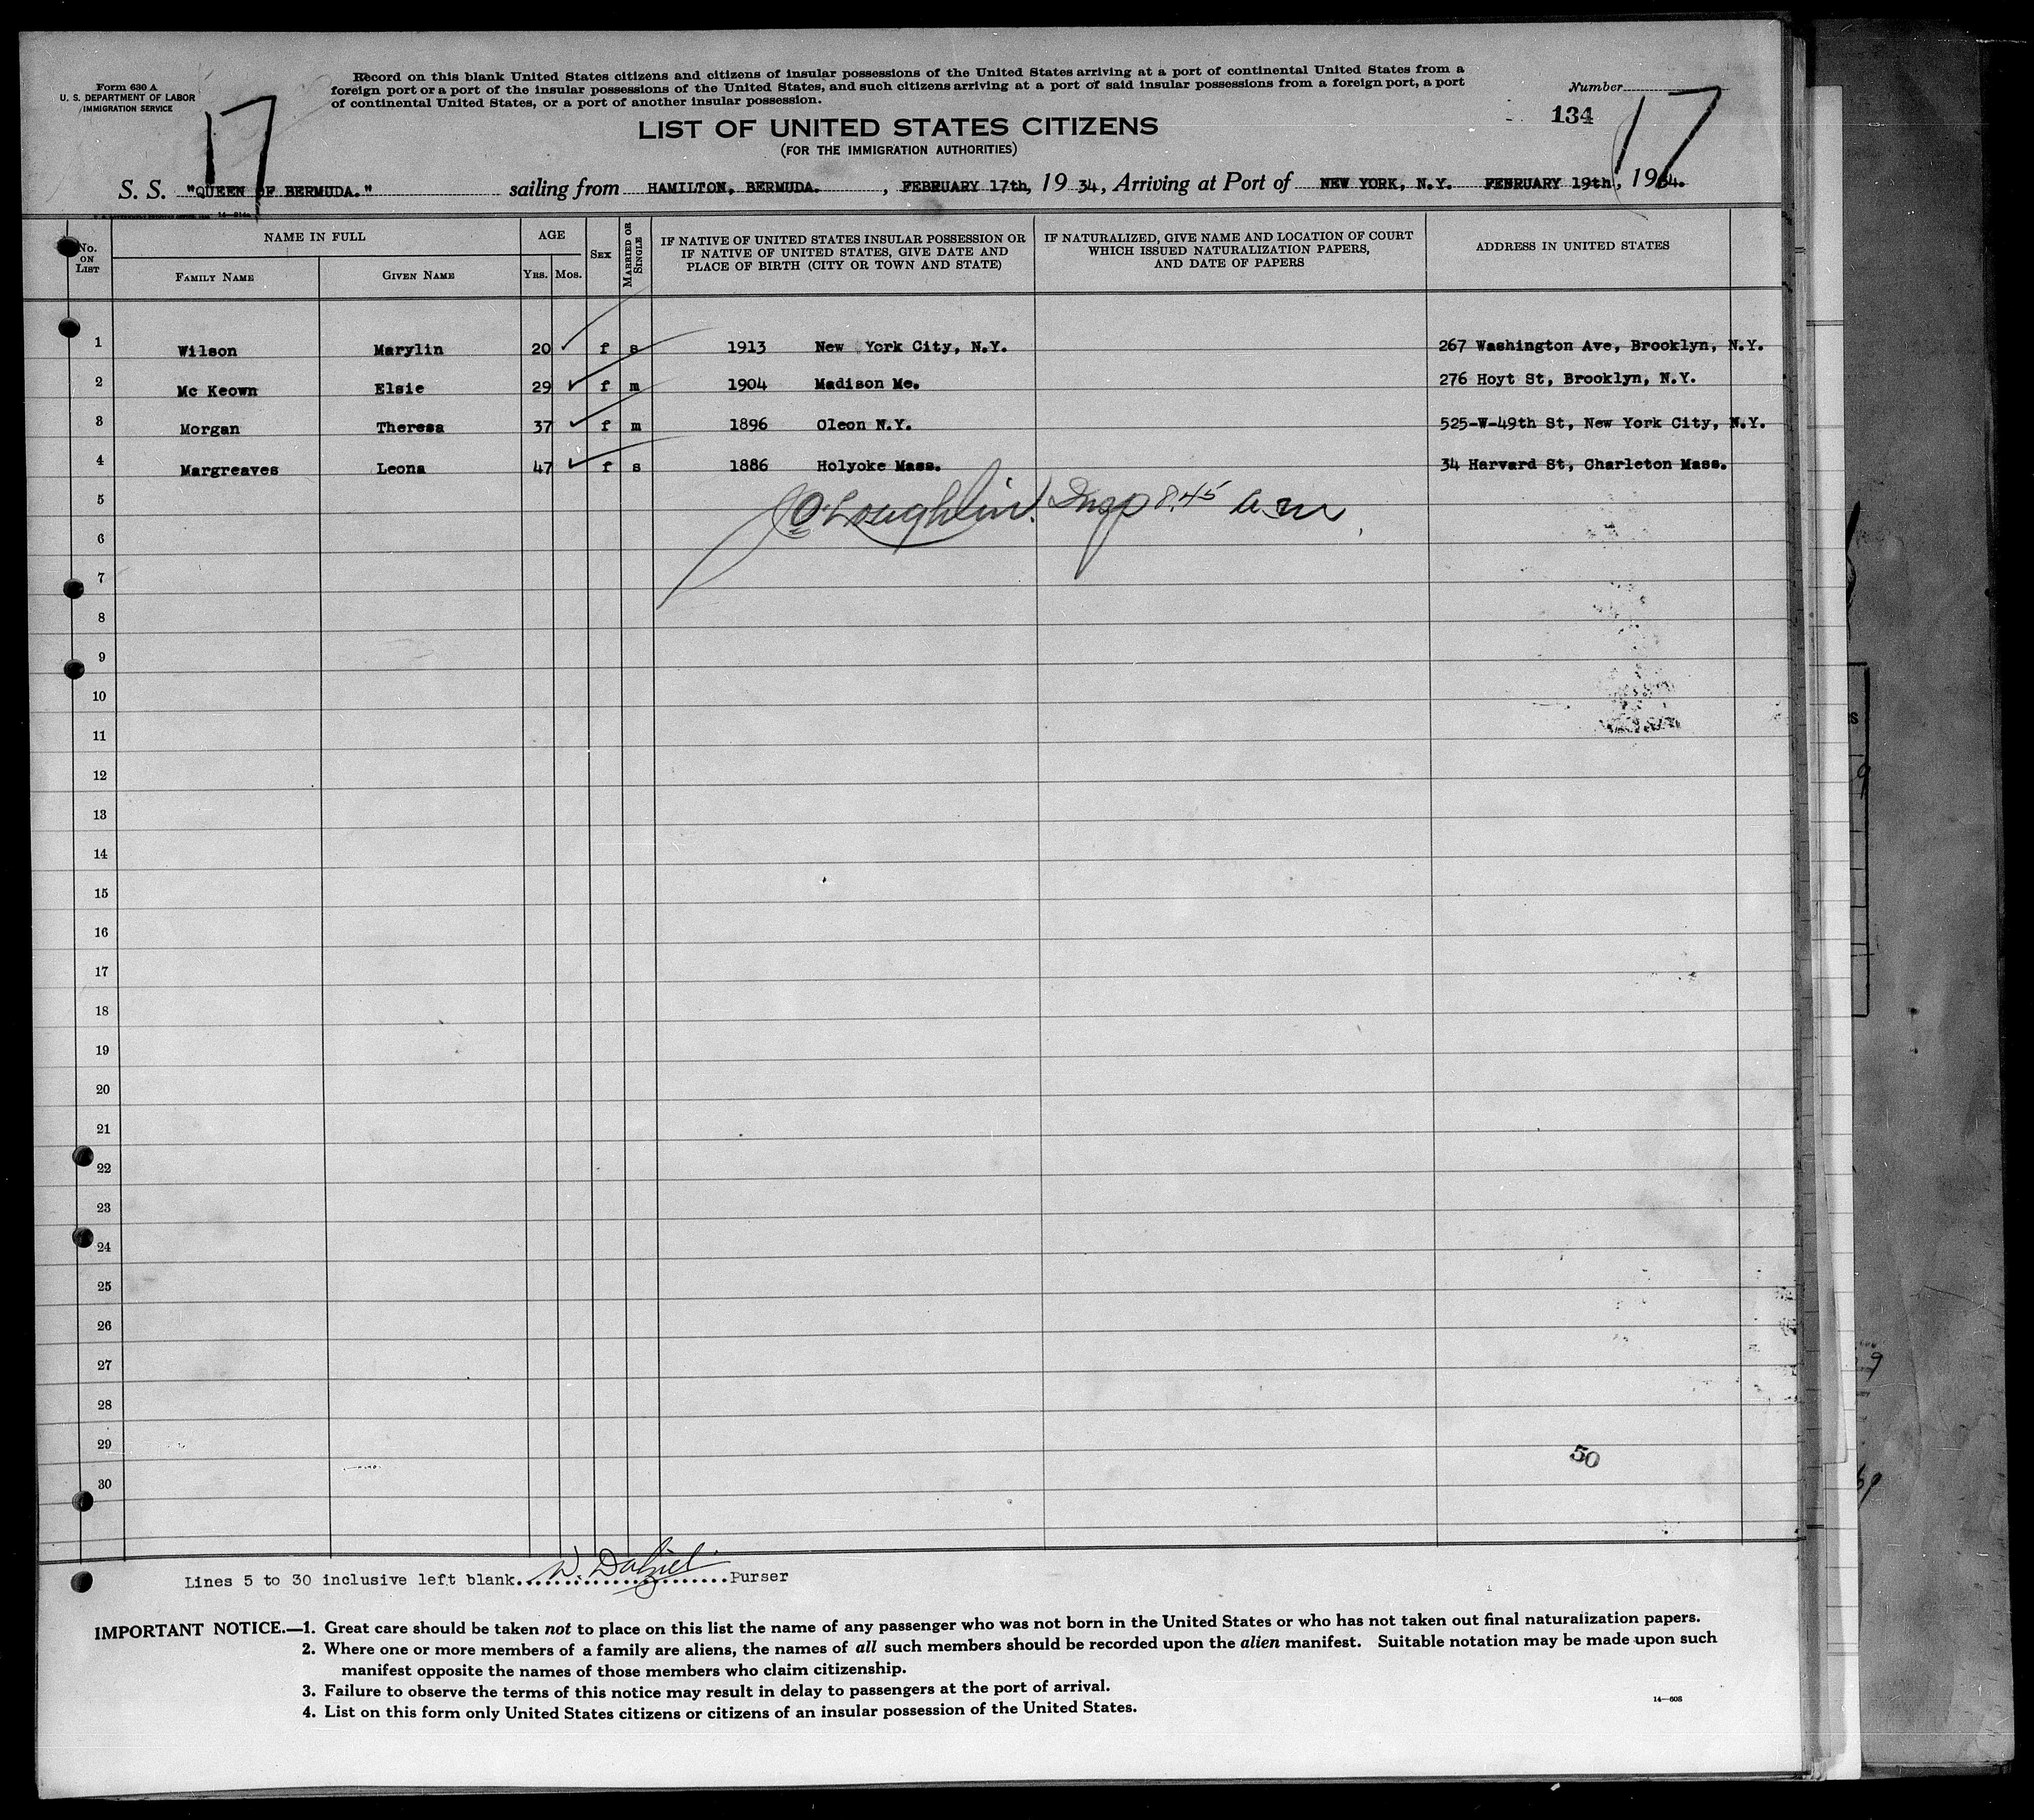 Form 630 A
U. S. DEPARTMENT OF LABOR
IMMIGRATION SERVICE
17
Record on this blank United States citizens and citizens of insular possessions of the United States arriving at a port of continental United States from a
foreign port or a port of the insular possessions of the United States, and such citizens arriving at a port of said insular possessions from a foreign port, a port
of continental United States, or a port of another insular possession.
Number
134
17
LIST OF UNITED STATES CITIZENS
(FOR THE IMMIGRATION AUTHORITIES)
S. S. "QUEEN OF BERMUDA." sailing from HAMILTON, BERMUDA. , FEBRUARY 17th, 19 34, Arriving at Port of NEW YORK, N.Y. FENRUARY 19th, 1934.
No. ON LIST
NAME IN FULL
FAMILY NAME GIVEN NAME
AGE
YRS. MOS.
SEX
MARRIED OR SINGLE
IF NATIVE OF UNITED STATES INSULAR POSSESSION OR
IF NATIVE OF UNITED STATES, GIVE DATE AND
PLACE OF BIRTH (CITY OR TOWN AND STATE)
IF NATURALIZED, GIVE NAME AND LOCATION OF COURT
WHICH ISSUED NATURALIZATION PAPERS,
AND DATE OF PAPERS
ADDRESS IN UNITED STATES
1 Wilson Marylin 20 f s 1913 New York City, N.Y. 267 Washington Ave, Brooklyn, N.Y.
2 Mc Keown Elsie 29 f m 1904 Madison Me. 276 Hoyt St, Brooklyn, N.Y.
3 Morgan Theresa 37 f m 1896 Oleon N.Y. 525-W-49th St, New York City, N.Y.
4 Margreaves Leona 47 f s 1886 Holyoke Mass. 34 Harvard St, Charleton Mass.
5 O'Loughlin Insp 8.45 a.m
6
7
8
9
10
11
12
13
14
15
16
17
18
19
20
21
22
23
24
25
26
27
28
29 50
30
Lines 5 to 30 inclusive left blank. W. Dalziel Purser
IMPORTANT NOTICE.—1. Great care should be taken not to place on this list the name of any passenger who was not born in the United States or who has not taken out final naturalization papers.
2. Where one or more members of a family are aliens, the names of all such members should be recorded upon the alien manifest. Suitable notation may be made upon such
manifest opposite the names of those members who claim citizenship.
3. Failure to observe the terms of this notice may result in delay to passengers at the port of arrival.
4. List on this form only United States citizens or citizens of an insular possession of the United States.
14—608